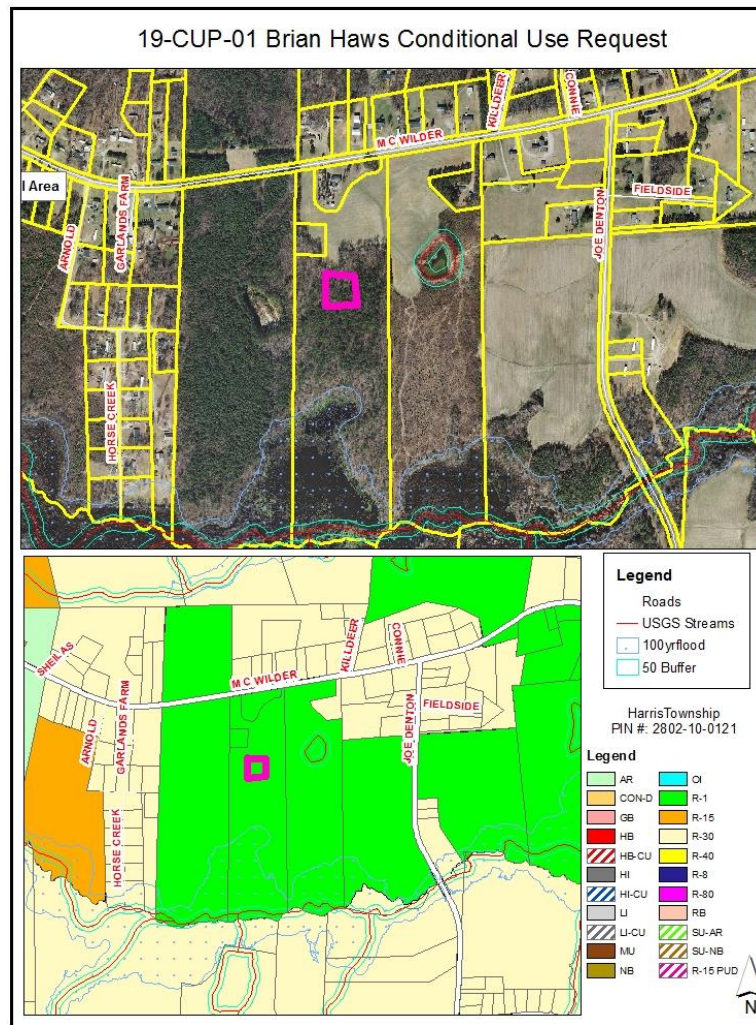 19-CUP-01 Brian Haws Conditional Use Request
KILLDEER
CONNIE
M C WILDER
l Area
ARNOLD
GARLANDS FARM
FIELDSIDE
JOE DENTON
HORSE CREEK
Legend
Roads
USGS Streams
100yrflood
50 Buffer
SHEILAS
KILLDEER
CONNIE
M C WILDER
ARNOLD
GARLANDS FARM
FIELDSIDE
JOE DENTON
HORSE CREEK
HarrisTownship
PIN #: 2802-10-0121
Legend
AR OI
CON-D R-1
GB R-15
HB R-30
HB-CU R-40
HI R-8
HI-CU R-80
LI RB
LI-CU SU-AR
MU SU-NB
NB R-15 PUD
N